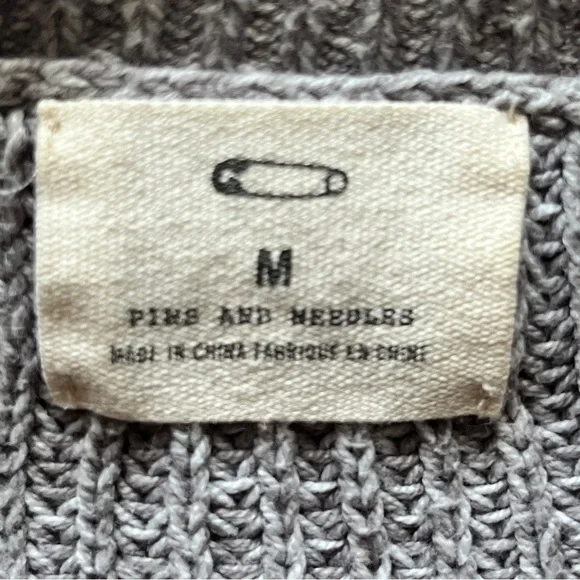 M
PINS AND NEEDLES
MADE IN CHINA FABRIQUE EN CHINE